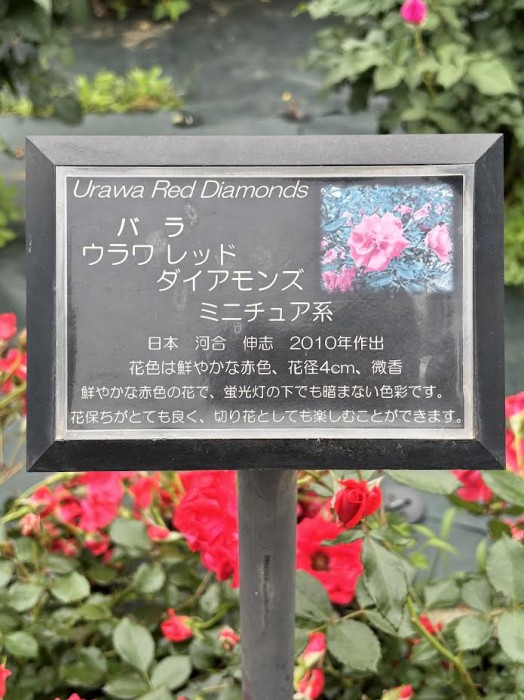 Urawa Red Diamonds
バラ
ウラワ レッド
ダイアモンズ
ミニチュア系
日本　河合　伸志　2010年作出
花色は鮮やかな赤色、花径4cm、微香
鮮やかな赤色の花で、蛍光灯の下でも暗まない色彩です。
花保ちがとても良く、切り花としても楽しむことができます。